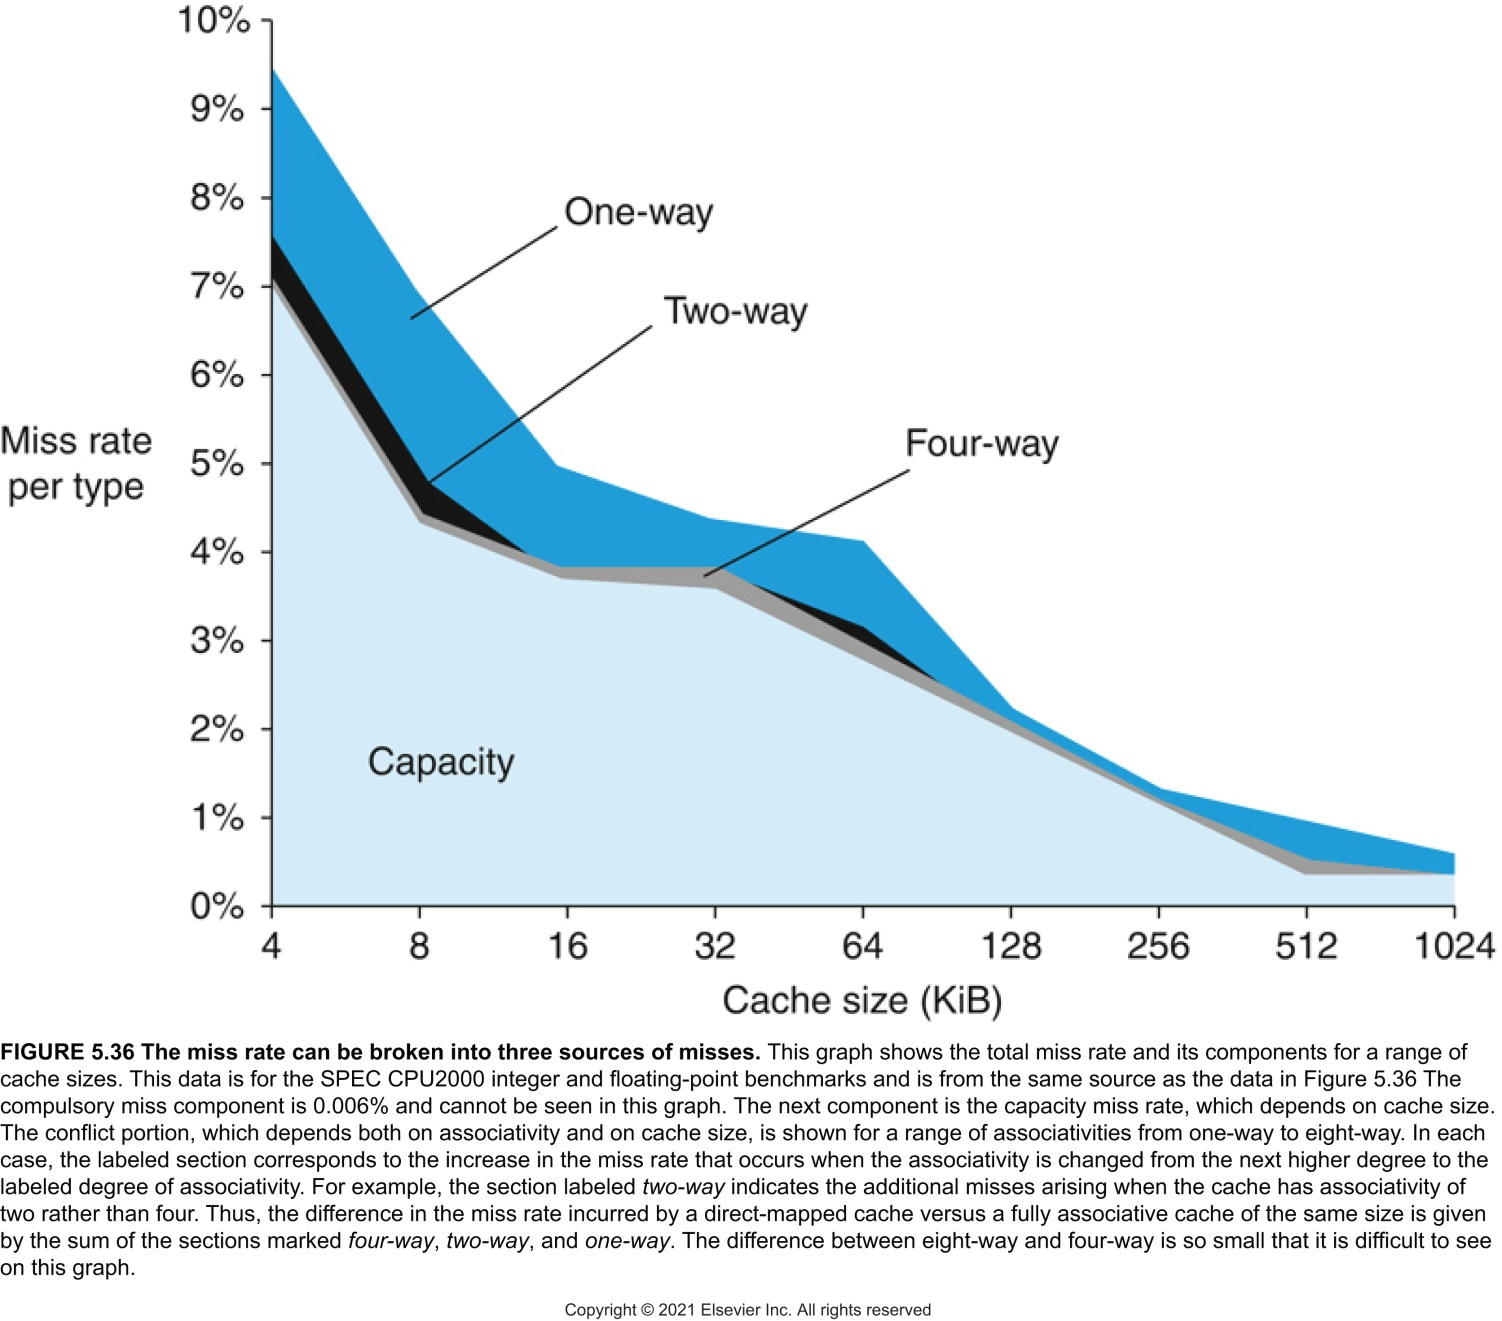 10%
9%
8%
One-way
7%
Two-way
6%
Miss rate
per type
5%
Four-way
4%
3%
2%
Capacity
1%
0%
4 8 16 32 64 128 256 512 1024
Cache size (KiB)
FIGURE 5.36 The miss rate can be broken into three sources of misses. This graph shows the total miss rate and its components for a range of
cache sizes. This data is for the SPEC CPU2000 integer and floating-point benchmarks and is from the same source as the data in Figure 5.36 The
compulsory miss component is 0.006% and cannot be seen in this graph. The next component is the capacity miss rate, which depends on cache size.
The conflict portion, which depends both on associativity and on cache size, is shown for a range of associativities from one-way to eight-way. In each
case, the labeled section corresponds to the increase in the miss rate that occurs when the associativity is changed from the next higher degree to the
labeled degree of associativity. For example, the section labeled two-way indicates the additional misses arising when the cache has associativity of
two rather than four. Thus, the difference in the miss rate incurred by a direct-mapped cache versus a fully associative cache of the same size is given
by the sum of the sections marked four-way, two-way, and one-way. The difference between eight-way and four-way is so small that it is difficult to see
on this graph.
Copyright © 2021 Elsevier Inc. All rights reserved